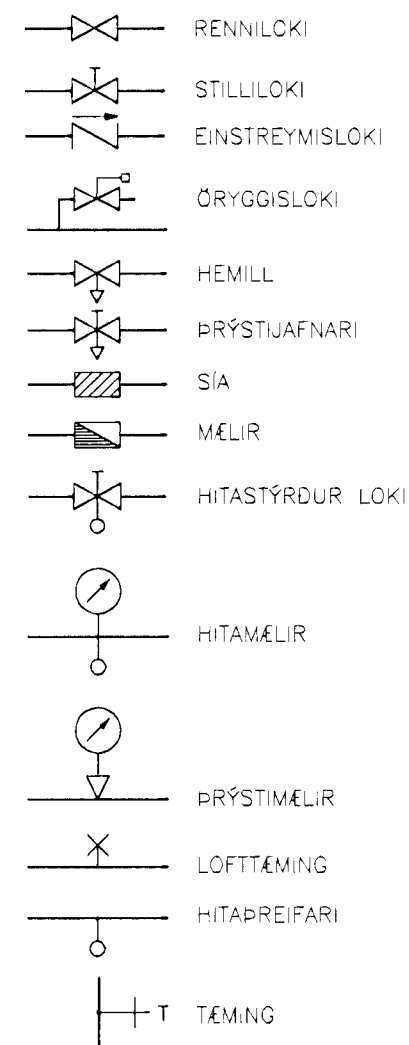 RENNILOKI
STILLILOKI
EINSTREYMISLOKI
ÖRYGGISLOKI
HEMILL
ÞRÝSTIJAFNARI
SÍA
MÆLIR
HITASTÝRÐUR LOKI
HITAMÆLIR
ÞRÝSTIMÆLIR
LOFTTÆMING
HITAÞREIFARI
T TÆMING